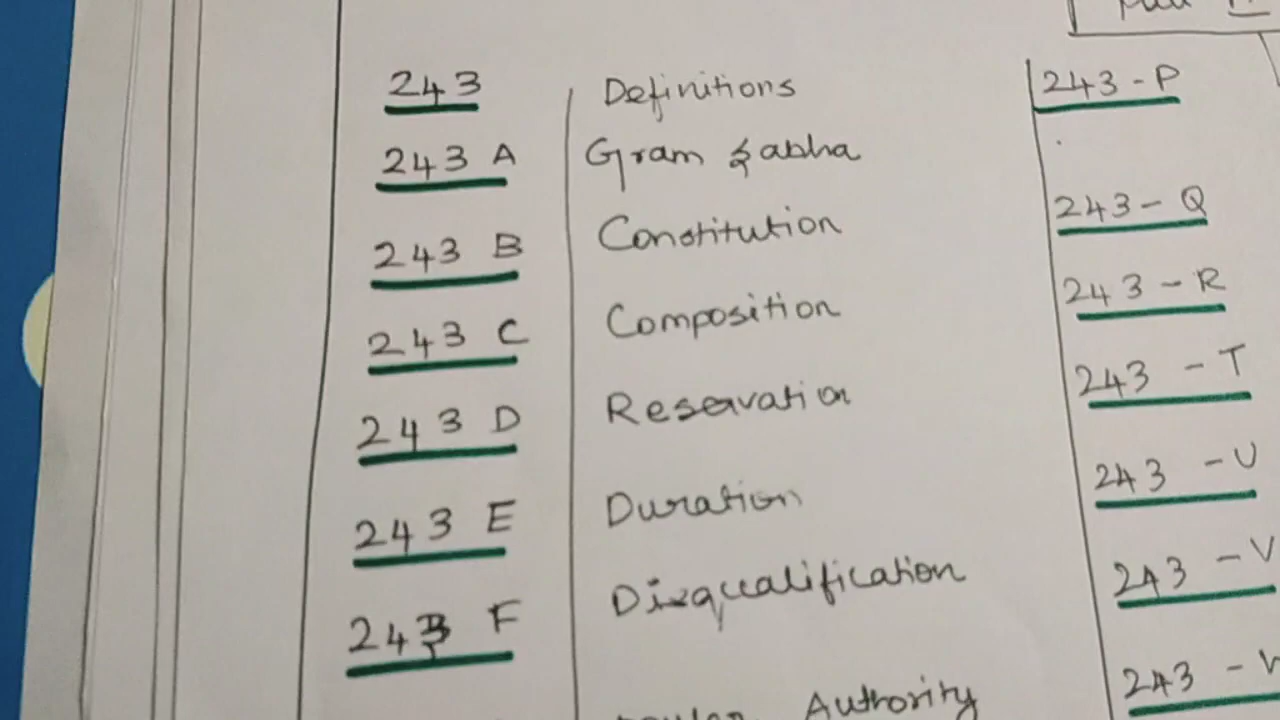 243 Definitions 243-P
243 A Gram Sabha
243 B Constitution 243-Q
243 C Composition 243-R
243 D Reservation 243-T
243 E Duration 243-U
243 F Disqualification 243-V
Authority 243-